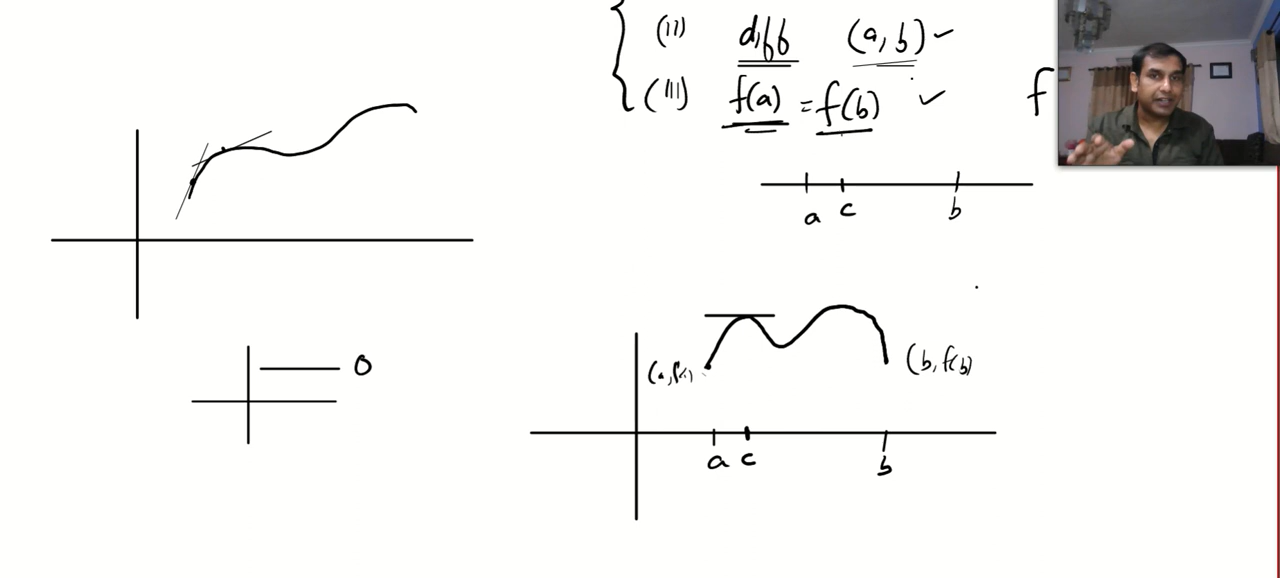 (II) diff (a, b) ✓
(III) f(a) = f(b) ✓ f
a c b
(a, f(a)) (b, f(b)
0
a c b